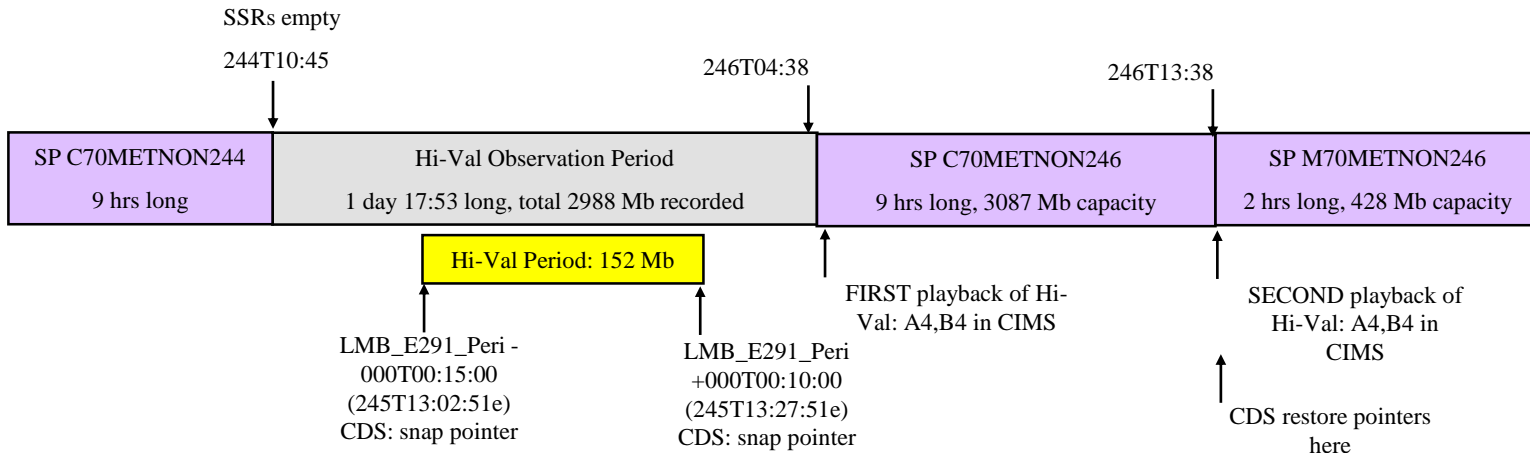 SSRs empty
244T10:45
246T04:38
246T13:38
SP C70METNON244
9 hrs long
Hi-Val Observation Period
1 day 17:53 long, total 2988 Mb recorded
SP C70METNON246
9 hrs long, 3087 Mb capacity
SP M70METNON246
2 hrs long, 428 Mb capacity
Hi-Val Period: 152 Mb
LMB_E291_Peri -
000T00:15:00
(245T13:02:51e)
CDS: snap pointer
LMB_E291_Peri
+000T00:10:00
(245T13:27:51e)
CDS: snap pointer
FIRST playback of Hi-
Val: A4,B4 in CIMS
SECOND playback of
Hi-Val: A4,B4 in
CIMS
CDS restore pointers
here